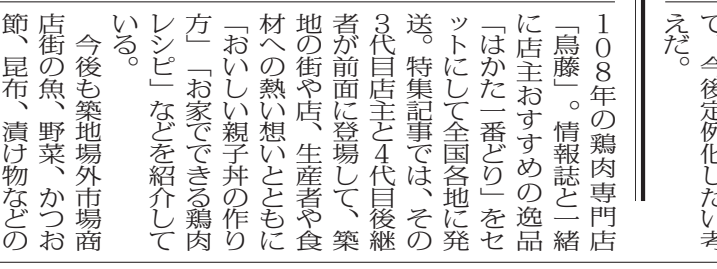 て、今後定例化したい考
えだ。
108年の鶏肉専門店
「鳥藤」。情報誌と一緒
に店主おすすめの逸品
「はかた一番どり」をセ
ットにして全国各地に発
送。特集記事では、その
3代目店主と4代目後継
者が前面に登場して、築
地の街や店、生産者や食
材への熱い想いとともに
「おいしい親子丼の作り
方」「お家でできる鶏肉
レシピ」などを紹介して
いる。
今後も築地場外市場商
店街の魚、野菜、かつお
節、昆布、漬け物などの